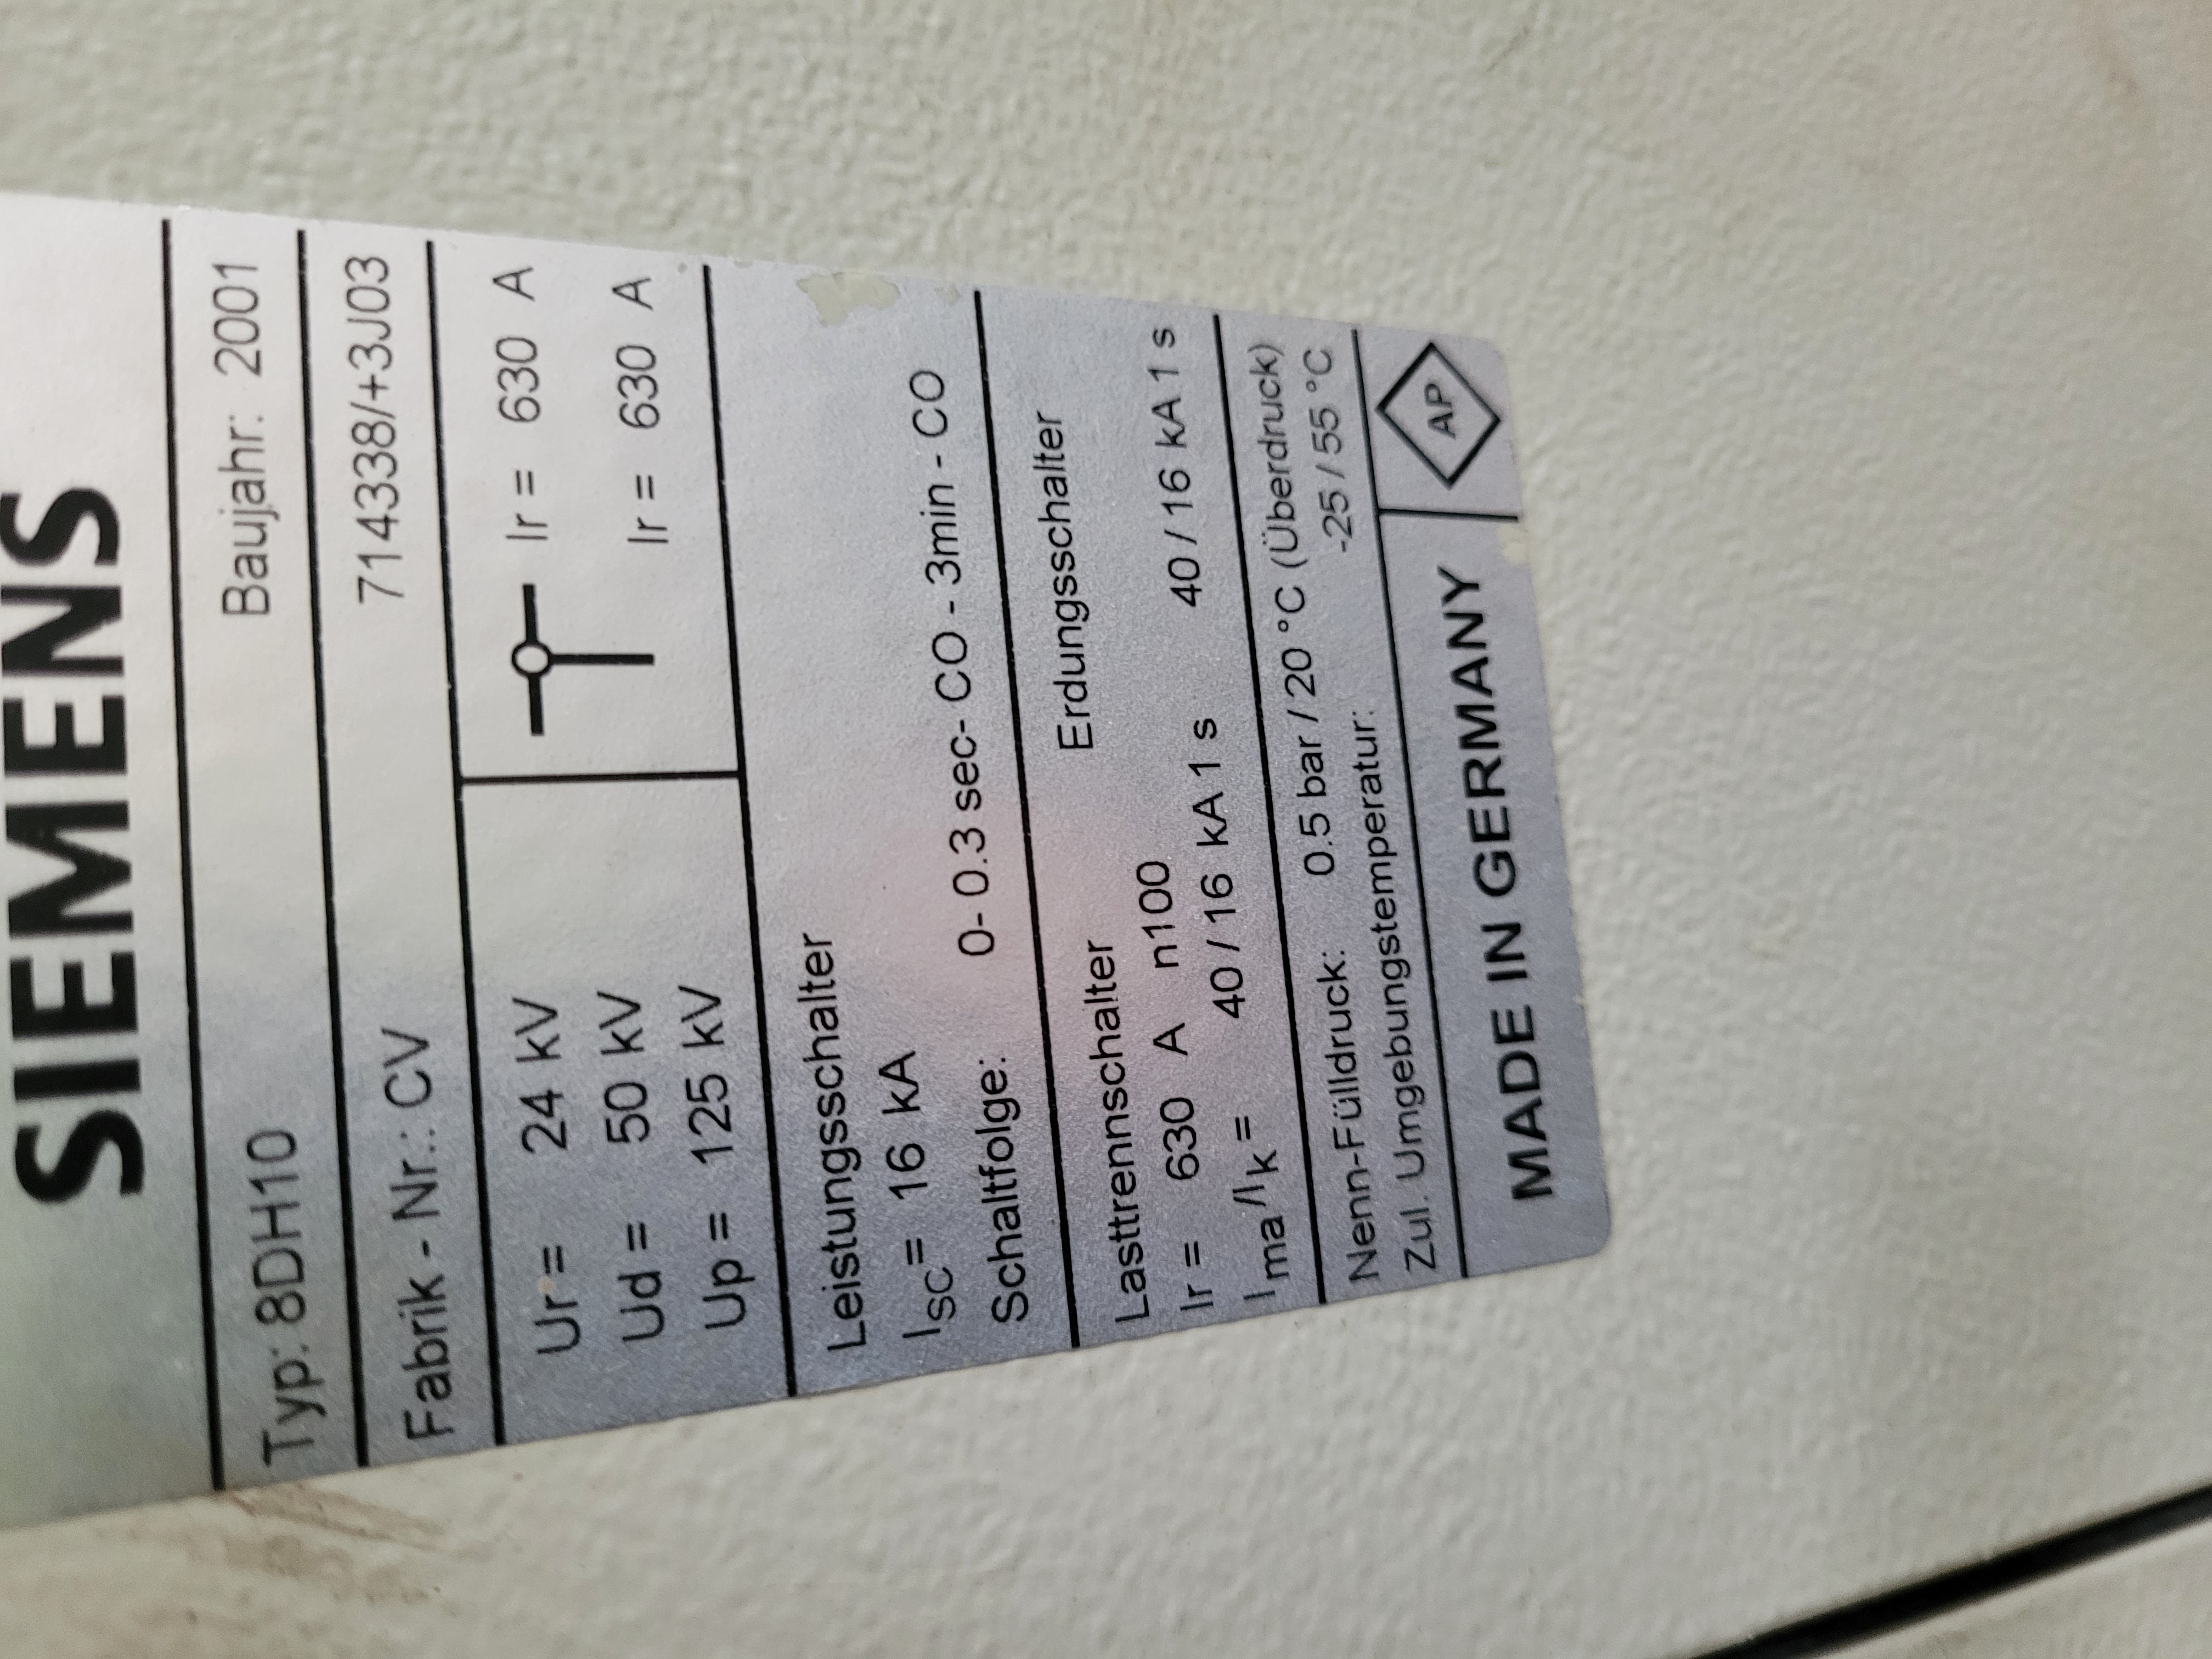 SIEMENS
Typ: 8DH10 Baujahr: 2001
Fabrik - Nr.: CV 714338/+3J03
Ur = 24 kV Ir = 630 A
Ud = 50 kV Ir = 630 A
Up = 125 kV
Leistungsschalter
ISC = 16 kA
Schaltfolge: 0- 0.3 sec- CO - 3min - CO
Lasttrennschalter Erdungsschalter
Ir = 630 A n100
Ima/Ik = 40 / 16 kA 1 s 40 / 16 kA 1 s
Nenn-Fülldruck: 0.5 bar / 20 °C (Überdruck)
Zul. Umgebungstemperatur: -25 / 55 °C
MADE IN GERMANY AP